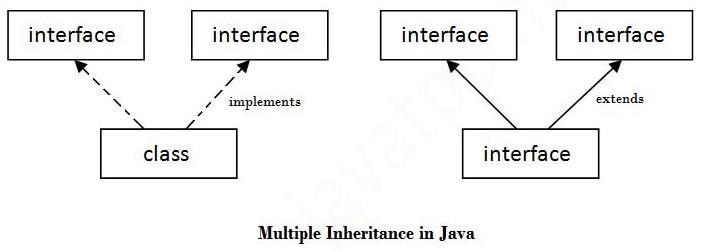 interface interface interface interface
implements extends
class interface
Multiple Inheritance in Java